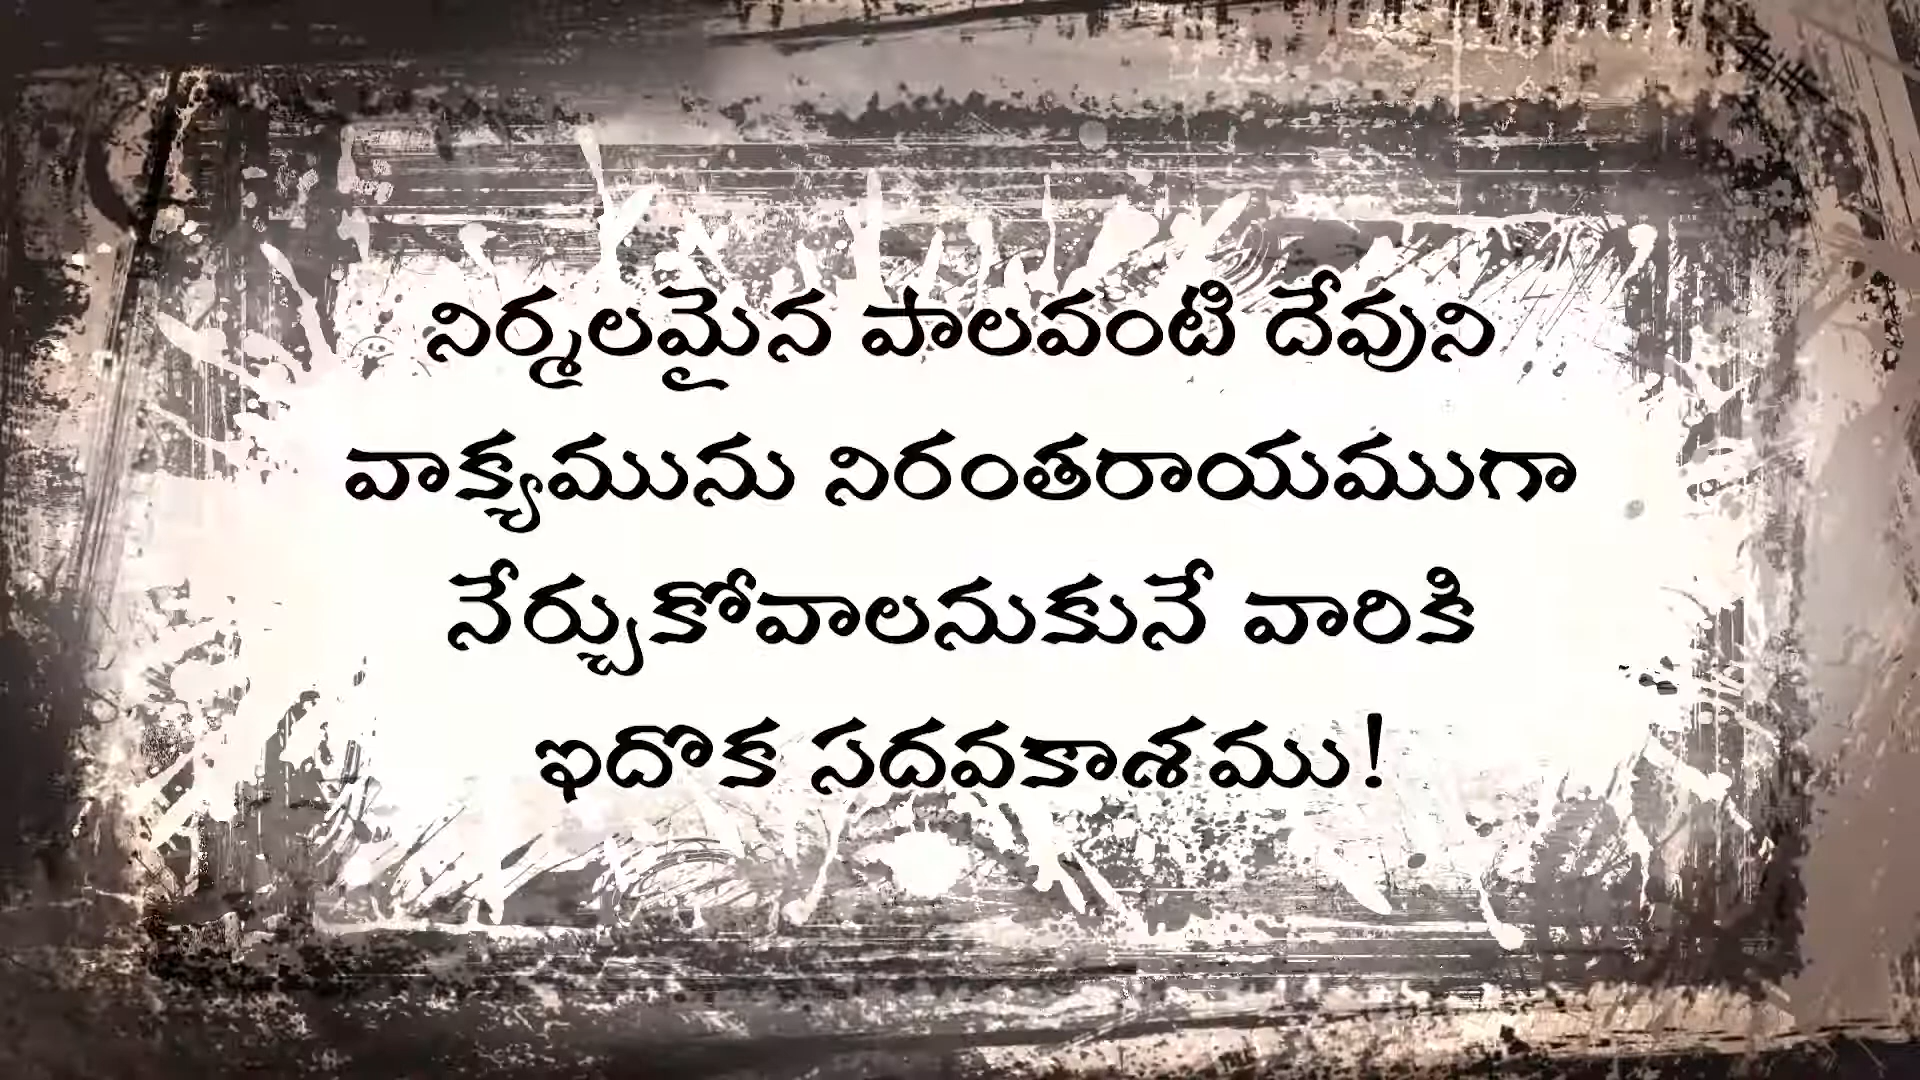 నిర్మలమైన పాలవంటి దేవుని
వాక్యమును నిరంతరాయముగా
నేర్చుకోవాలనుకునే వారికి
ఇదొక సదవకాశము!